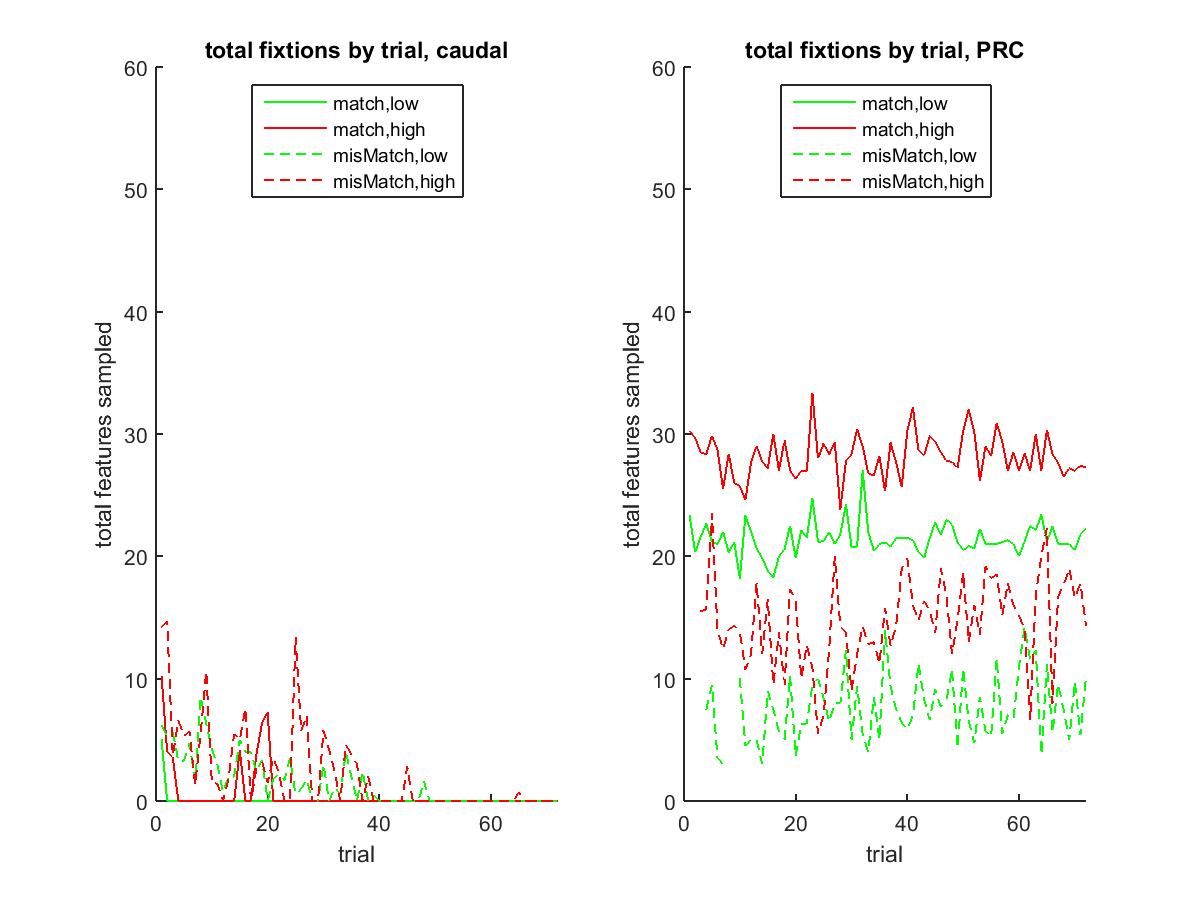 total fixtions by trial, caudal
60
50
40
30
20
10
0
total features sampled
match,low
match,high
misMatch,low
misMatch,high
0 20 40 60
trial
total fixtions by trial, PRC
60
50
40
30
20
10
0
total features sampled
match,low
match,high
misMatch,low
misMatch,high
0 20 40 60
trial